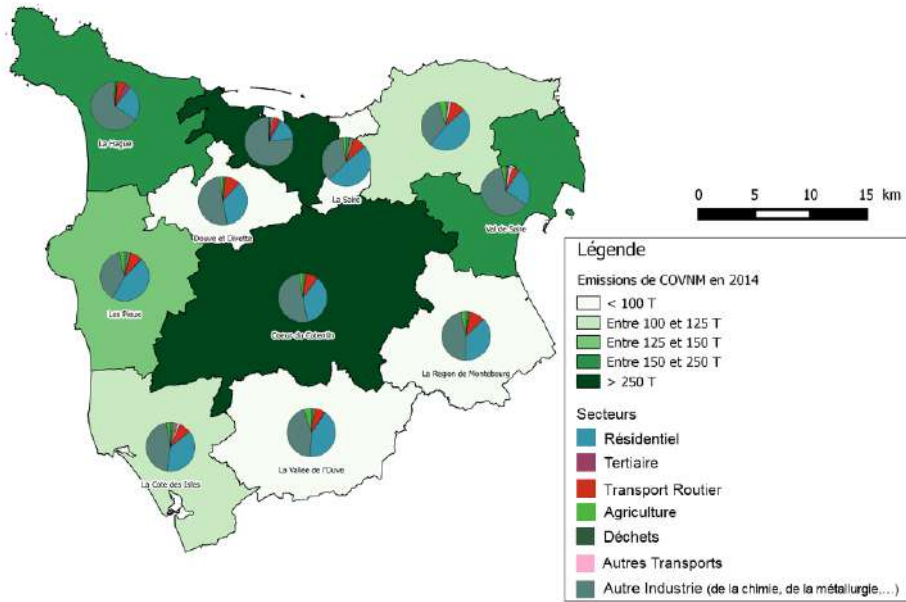 La Hague
La Saire
Val de Saire
Douve et Divette
Les Pieux
Coeur du Cotentin
La Region de Montebourg
La Cote des Isles
La Vallee de l'Ouve
0 5 10 15 km
Légende
Emissions de COVNM en 2014
< 100 T
Entre 100 et 125 T
Entre 125 et 150 T
Entre 150 et 250 T
> 250 T
Secteurs
Résidentiel
Tertiaire
Transport Routier
Agriculture
Déchets
Autres Transports
Autre Industrie (de la chimie, de la métallurgie,...)